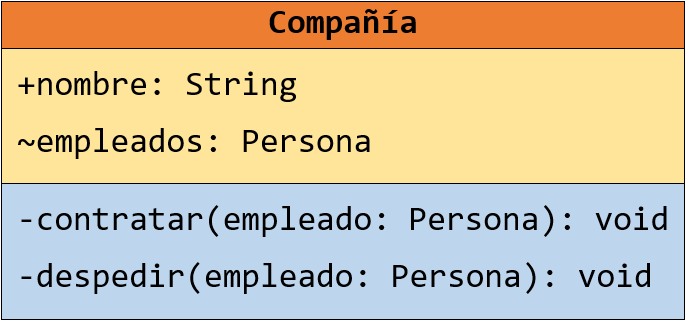 Compañía
+nombre: String
~empleados: Persona
-contratar(empleado: Persona): void
-despedir(empleado: Persona): void